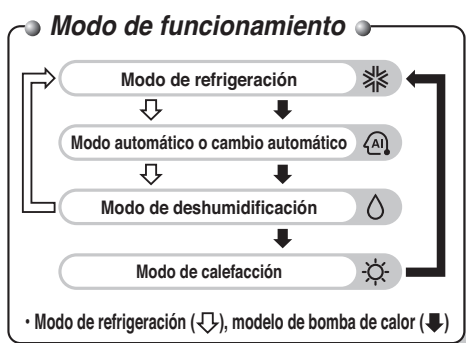 Modo de funcionamiento
Modo de refrigeración
Modo automático o cambio automático
AI
Modo de deshumidificación
Modo de calefacción
· Modo de refrigeración (⇩), modelo de bomba de calor (🡇)